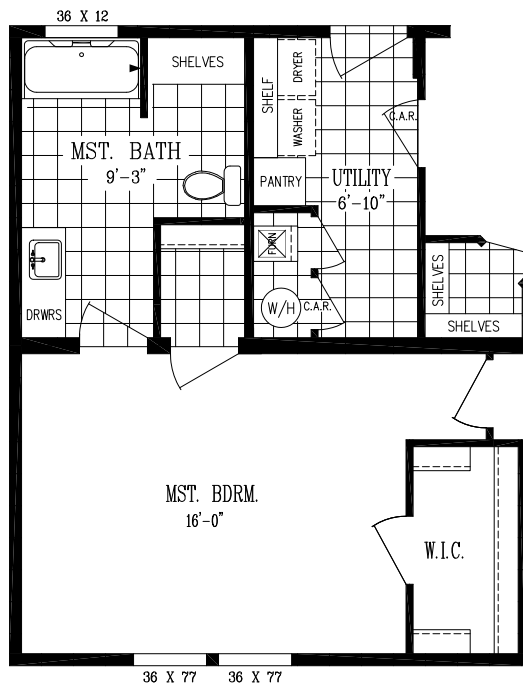 36 X 12
SHELVES
SHELF
DRYER
WASHER
C.A.R.
MST. BATH
9'-3"
PANTRY
UTILITY
6'-10"
FURN
SHELVES
SHELVES
W/H
C.A.R.
DRWRS
MST. BDRM.
16'-0"
W.I.C.
36 X 77
36 X 77